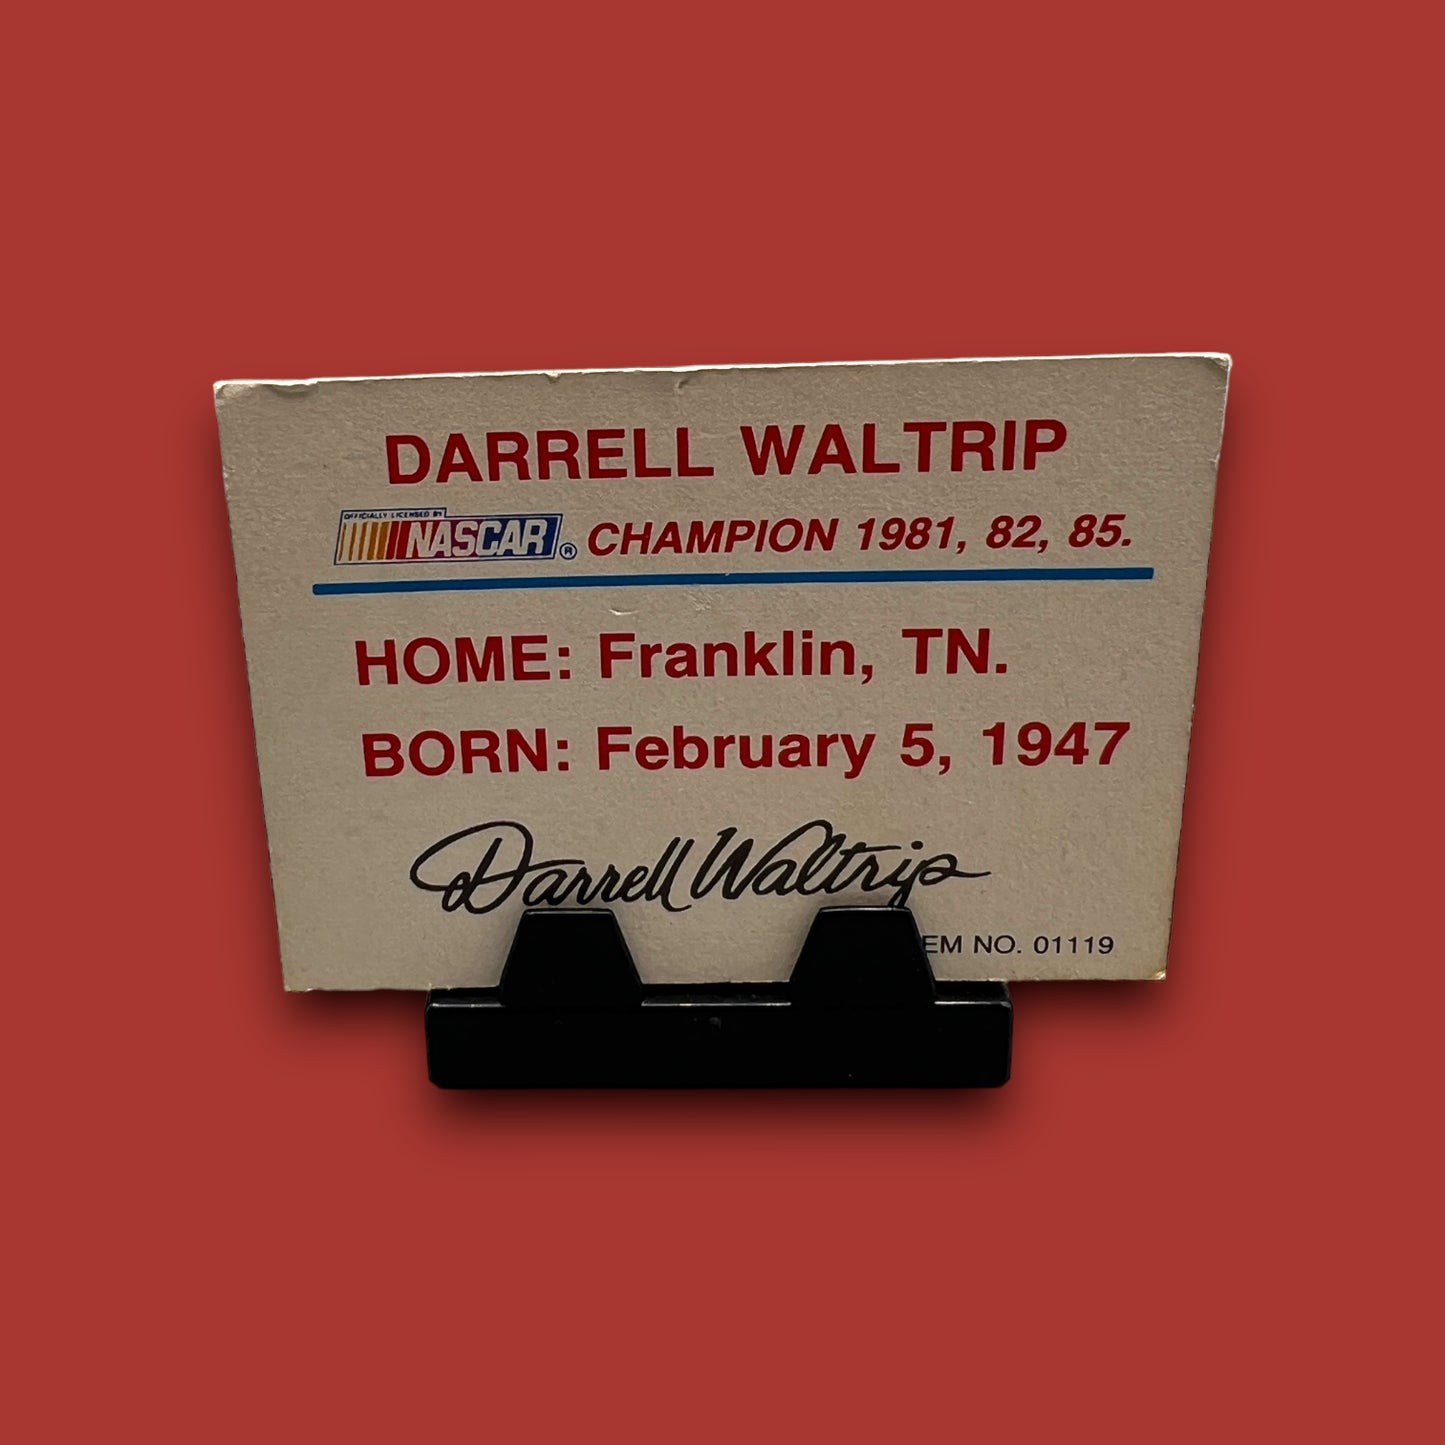 DARRELL WALTRIP
OFFICIALLY LICENSED BY
NASCAR ® CHAMPION 1981, 82, 85.
HOME: Franklin, TN.
BORN: February 5, 1947
Darrell Waltrip
EM NO. 01119